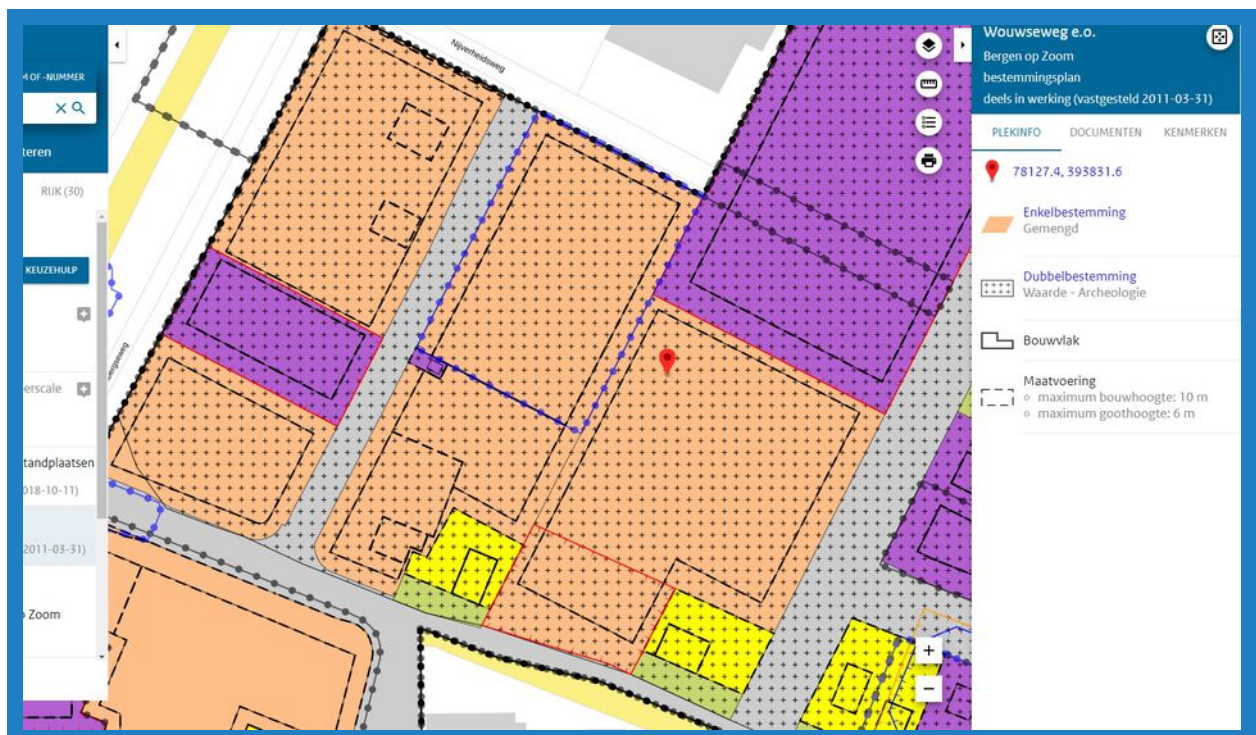 M OF -NUMMER
teren
RIJK (30)
KEUZEHULP
erscale
tandplaatsen
018-10-11)
2011-03-31)
Zoom
Nijverheidsweg
Wouwseweg e.o.
Bergen op Zoom
bestemmingsplan
deels in werking (vastgesteld 2011-03-31)
PLEKINFO DOCUMENTEN KENMERKEN
78127.4, 393831.6
Enkelbestemming
Gemengd
Dubbelbestemming
Waarde - Archeologie
Bouwvlak
Maatvoering
maximum bouwhoogte: 10 m
maximum goothoogte: 6 m